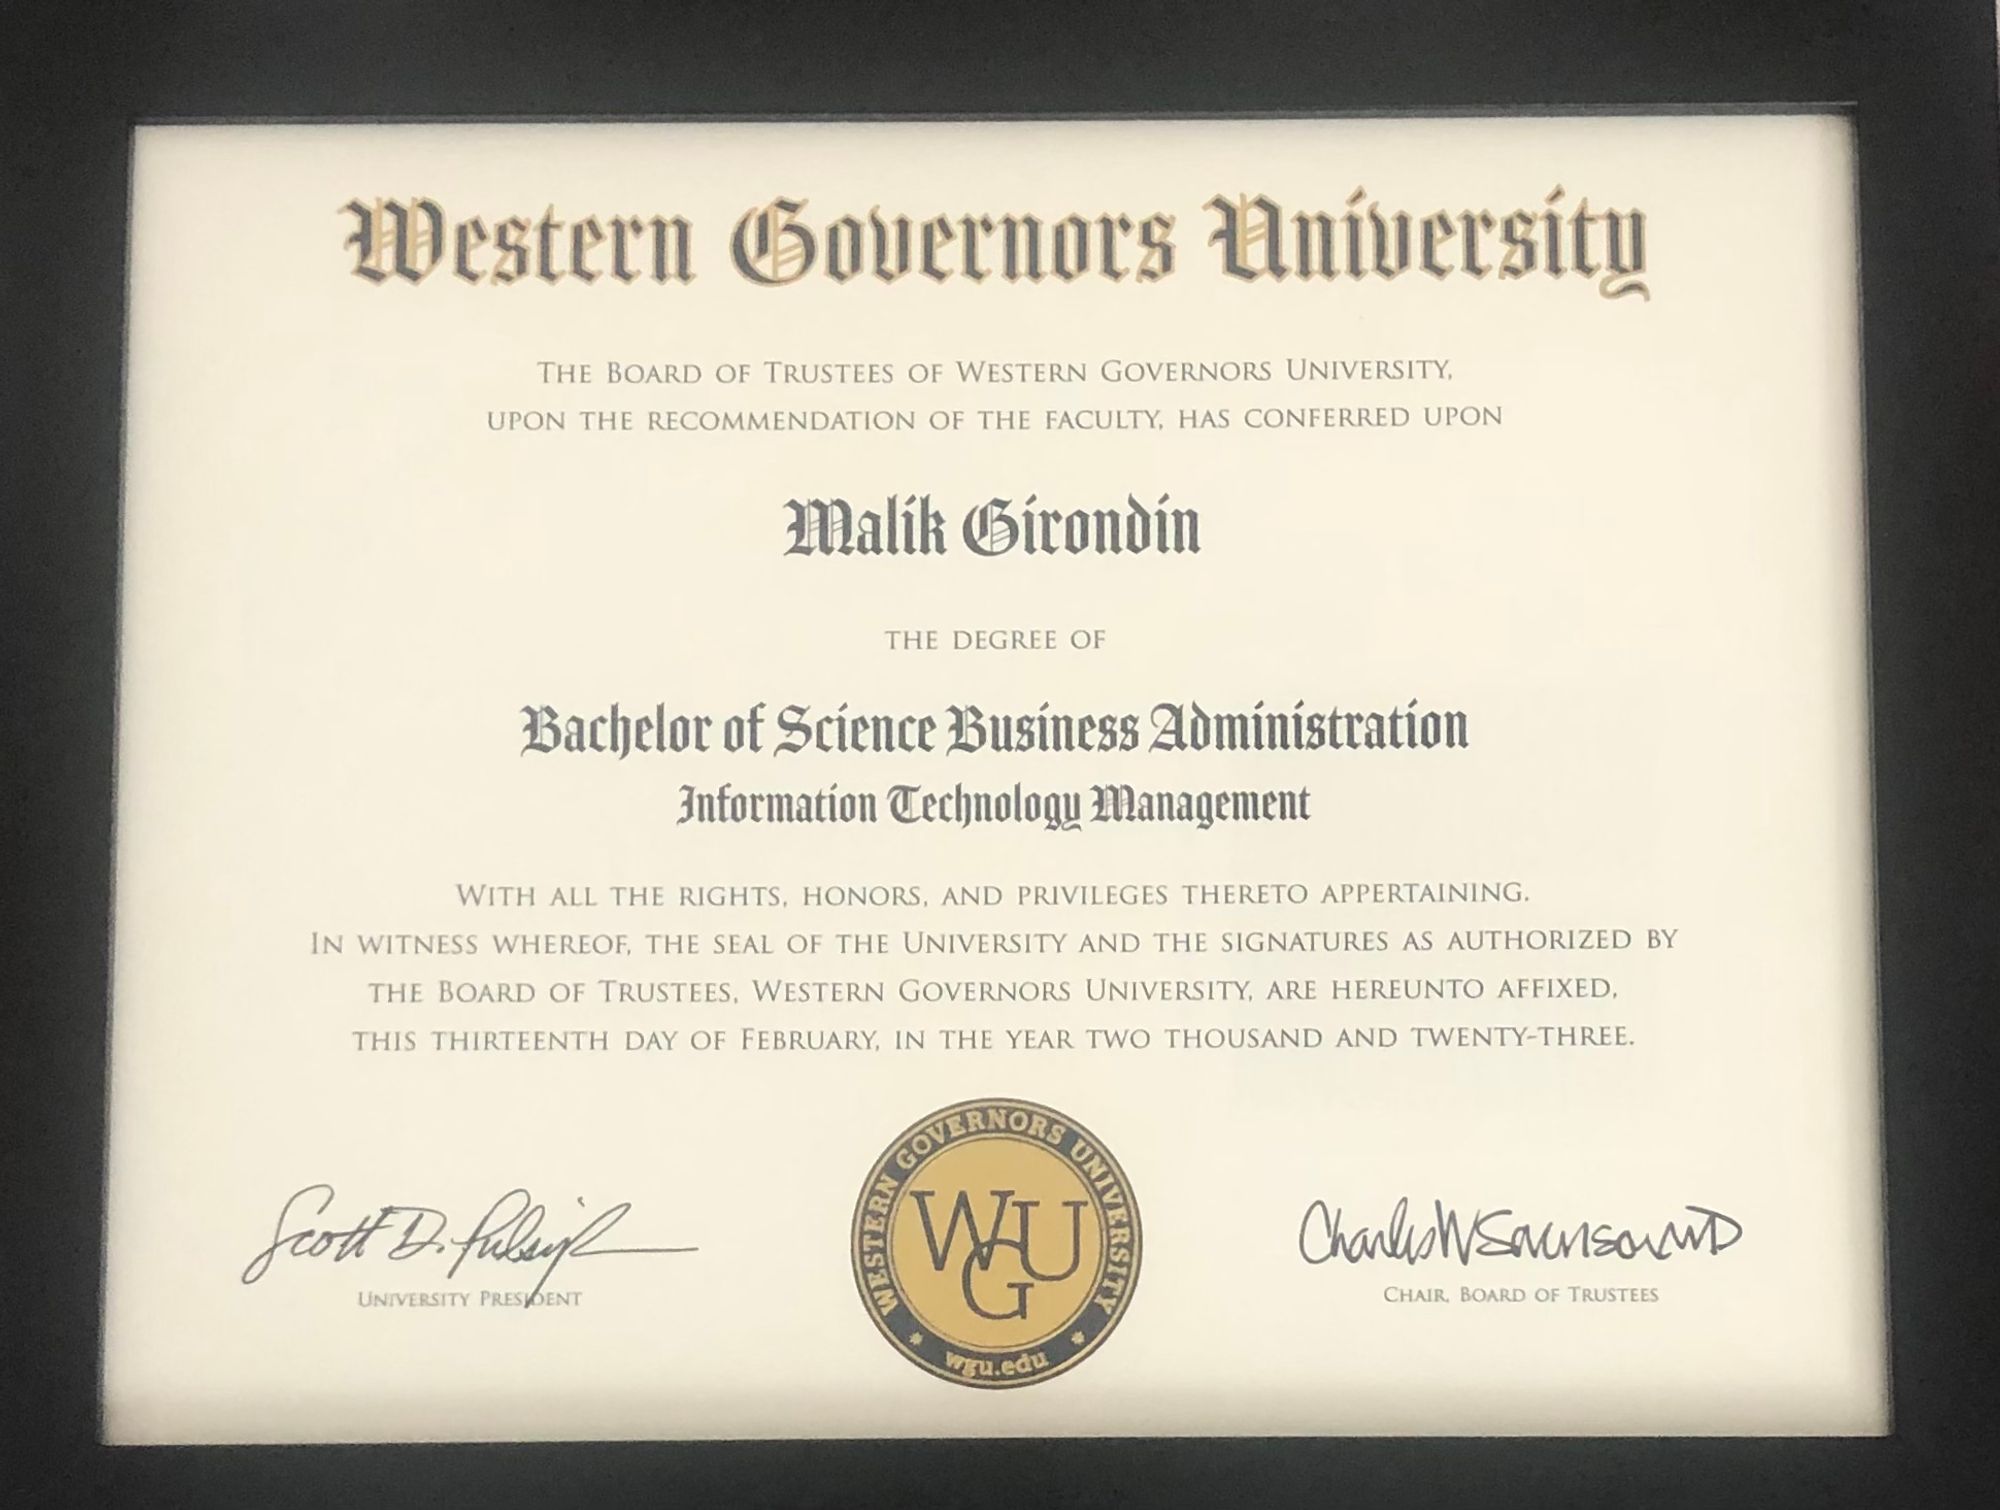 Western Governors University
The Board of Trustees of Western Governors University,
upon the recommendation of the faculty, has conferred upon
Malik Girondin
the degree of
Bachelor of Science Business Administration
Information Technology Management
With all the rights, honors, and privileges thereto appertaining.
In witness whereof, the seal of the University and the signatures as authorized by
the Board of Trustees, Western Governors University, are hereunto affixed,
this thirteenth day of February, in the year two thousand and twenty-three.
Scott D. Pulsipher
University President
WESTERN GOVERNORS UNIVERSITY
WGU
wgu.edu
Charles W Sorenson MD
Chair, Board of Trustees